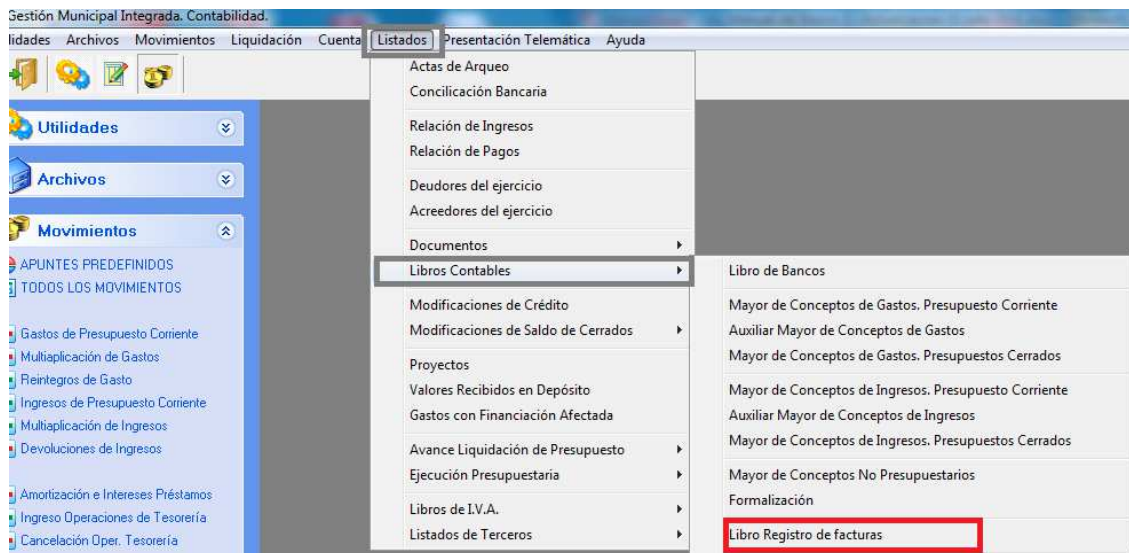 Gestión Municipal Integrada. Contabilidad.
lidades Archivos Movimientos Liquidación Cuenta Listados Presentación Telemática Ayuda
Utilidades
Archivos
Movimientos
APUNTES PREDEFINIDOS
TODOS LOS MOVIMIENTOS
Gastos de Presupuesto Corriente
Multiaplicación de Gastos
Reintegros de Gasto
Ingresos de Presupuesto Corriente
Multiaplicación de Ingresos
Devoluciones de Ingresos
Amortización e Intereses Préstamos
Ingreso Operaciones de Tesorería
Cancelación Oper. Tesorería
Actas de Arqueo
Concilicación Bancaria
Relación de Ingresos
Relación de Pagos
Deudores del ejercicio
Acreedores del ejercicio
Documentos
Libros Contables
Modificaciones de Crédito
Modificaciones de Saldo de Cerrados
Proyectos
Valores Recibidos en Depósito
Gastos con Financiación Afectada
Avance Liquidación de Presupuesto
Ejecución Presupuestaria
Libros de I.V.A.
Listados de Terceros
Libro de Bancos
Mayor de Conceptos de Gastos. Presupuesto Corriente
Auxiliar Mayor de Conceptos de Gastos
Mayor de Conceptos de Gastos. Presupuestos Cerrados
Mayor de Conceptos de Ingresos. Presupuesto Corriente
Auxiliar Mayor de Conceptos de Ingresos
Mayor de Conceptos de Ingresos. Presupuestos Cerrados
Mayor de Conceptos No Presupuestarios
Formalización
Libro Registro de facturas